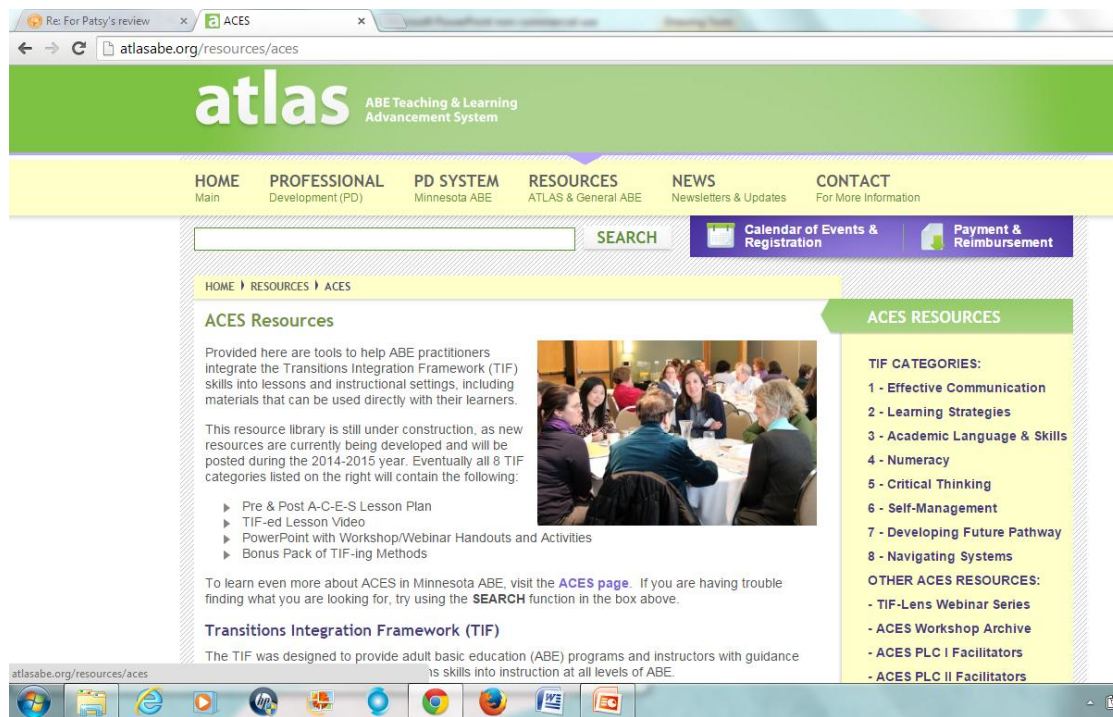 Re: For Patsy's review
ACES
atlasabe.org/resources/aces
atlas
ABE Teaching & Learning
Advancement System
HOME
Main
PROFESSIONAL
Development (PD)
PD SYSTEM
Minnesota ABE
RESOURCES
ATLAS & General ABE
NEWS
Newsletters & Updates
CONTACT
For More Information
SEARCH
Calendar of Events &
Registration
Payment &
Reimbursement
HOME RESOURCES ACES
ACES Resources
Provided here are tools to help ABE practitioners
integrate the Transitions Integration Framework (TIF)
skills into lessons and instructional settings, including
materials that can be used directly with their learners.
This resource library is still under construction, as new
resources are currently being developed and will be
posted during the 2014-2015 year. Eventually all 8 TIF
categories listed on the right will contain the following:
Pre & Post A-C-E-S Lesson Plan
TIF-ed Lesson Video
PowerPoint with Workshop/Webinar Handouts and Activities
Bonus Pack of TIF-ing Methods
To learn even more about ACES in Minnesota ABE, visit the ACES page. If you are having trouble
finding what you are looking for, try using the SEARCH function in the box above.
Transitions Integration Framework (TIF)
The TIF was designed to provide adult basic education (ABE) programs and instructors with guidance
skills into instruction at all levels of ABE.
ACES RESOURCES
TIF CATEGORIES:
1 - Effective Communication
2 - Learning Strategies
3 - Academic Language & Skills
4 - Numeracy
5 - Critical Thinking
6 - Self-Management
7 - Developing Future Pathway
8 - Navigating Systems
OTHER ACES RESOURCES:
- TIF-Lens Webinar Series
- ACES Workshop Archive
- ACES PLC I Facilitators
- ACES PLC II Facilitators
atlasabe.org/resources/aces